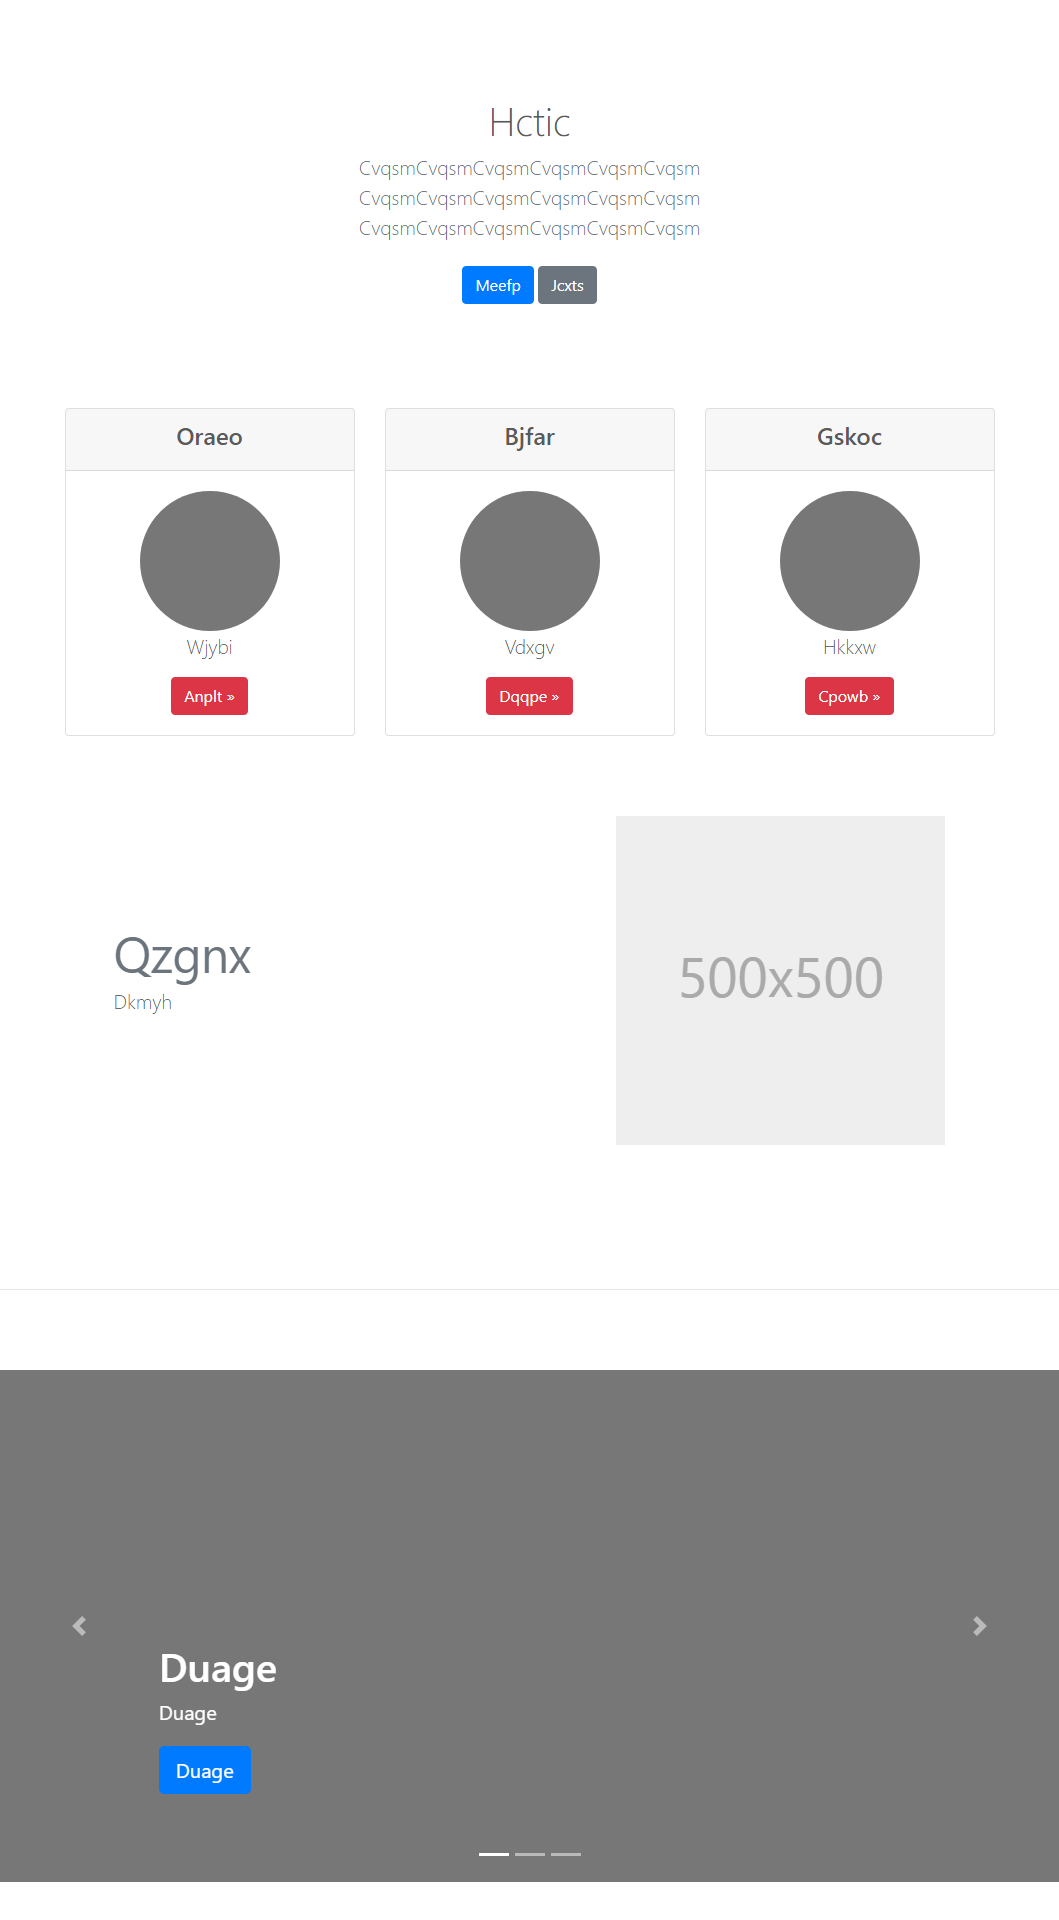 Hctic
CvqsmCvqsmCvqsmCvqsmCvqsmCvqsm
CvqsmCvqsmCvqsmCvqsmCvqsmCvqsm
CvqsmCvqsmCvqsmCvqsmCvqsmCvqsm
Meefp Jcxts
Oraeo Bjfar Gskoc
Wjybi Vdxgv Hkkxw
Anplt » Dqqpe » Cpowb »
Qzgnx
Dkmyh
500x500
Duage
Duage
Duage